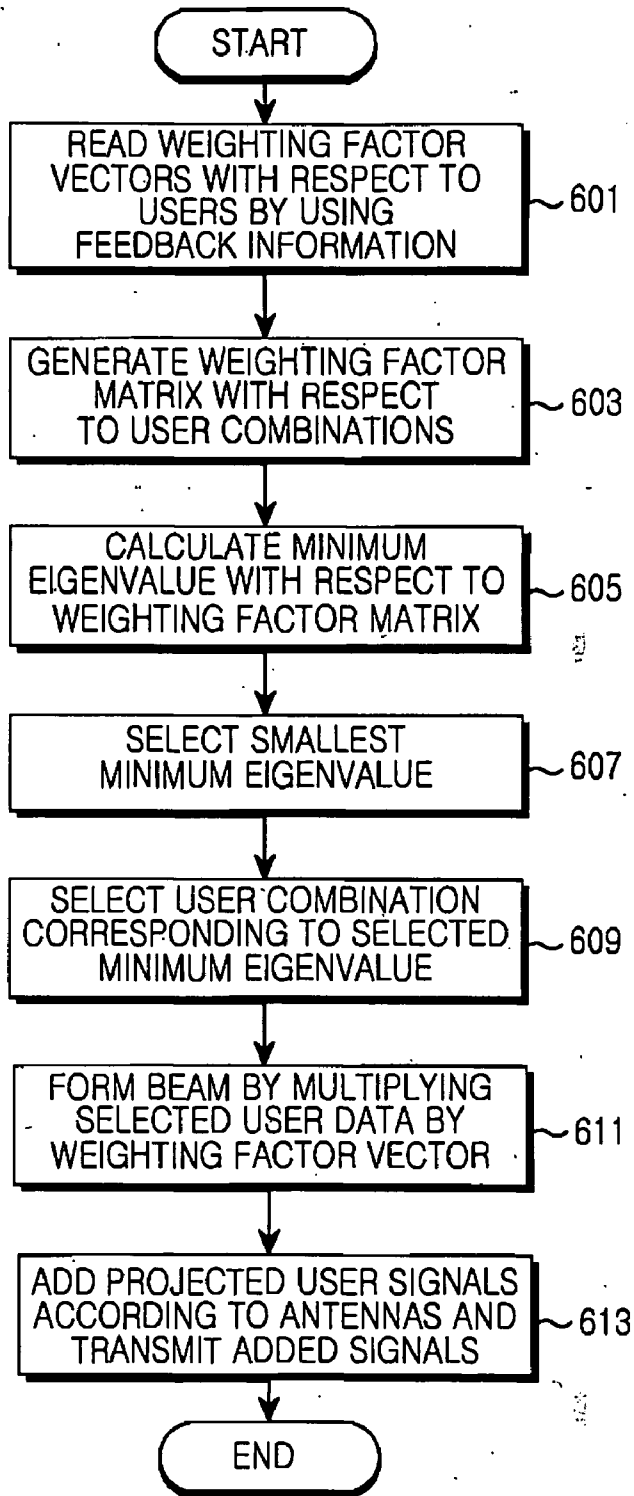 START
READ WEIGHTING FACTOR
VECTORS WITH RESPECT TO
USERS BY USING
FEEDBACK INFORMATION
601
GENERATE WEIGHTING FACTOR
MATRIX WITH RESPECT
TO USER COMBINATIONS
603
CALCULATE MINIMUM
EIGENVALUE WITH RESPECT TO
WEIGHTING FACTOR MATRIX
605
SELECT SMALLEST
MINIMUM EIGENVALUE
607
SELECT USER COMBINATION
CORRESPONDING TO SELECTED
MINIMUM EIGENVALUE
609
FORM BEAM BY MULTIPLYING
SELECTED USER DATA BY
WEIGHTING FACTOR VECTOR
611
ADD PROJECTED USER SIGNALS
ACCORDING TO ANTENNAS AND
TRANSMIT ADDED SIGNALS
613
END